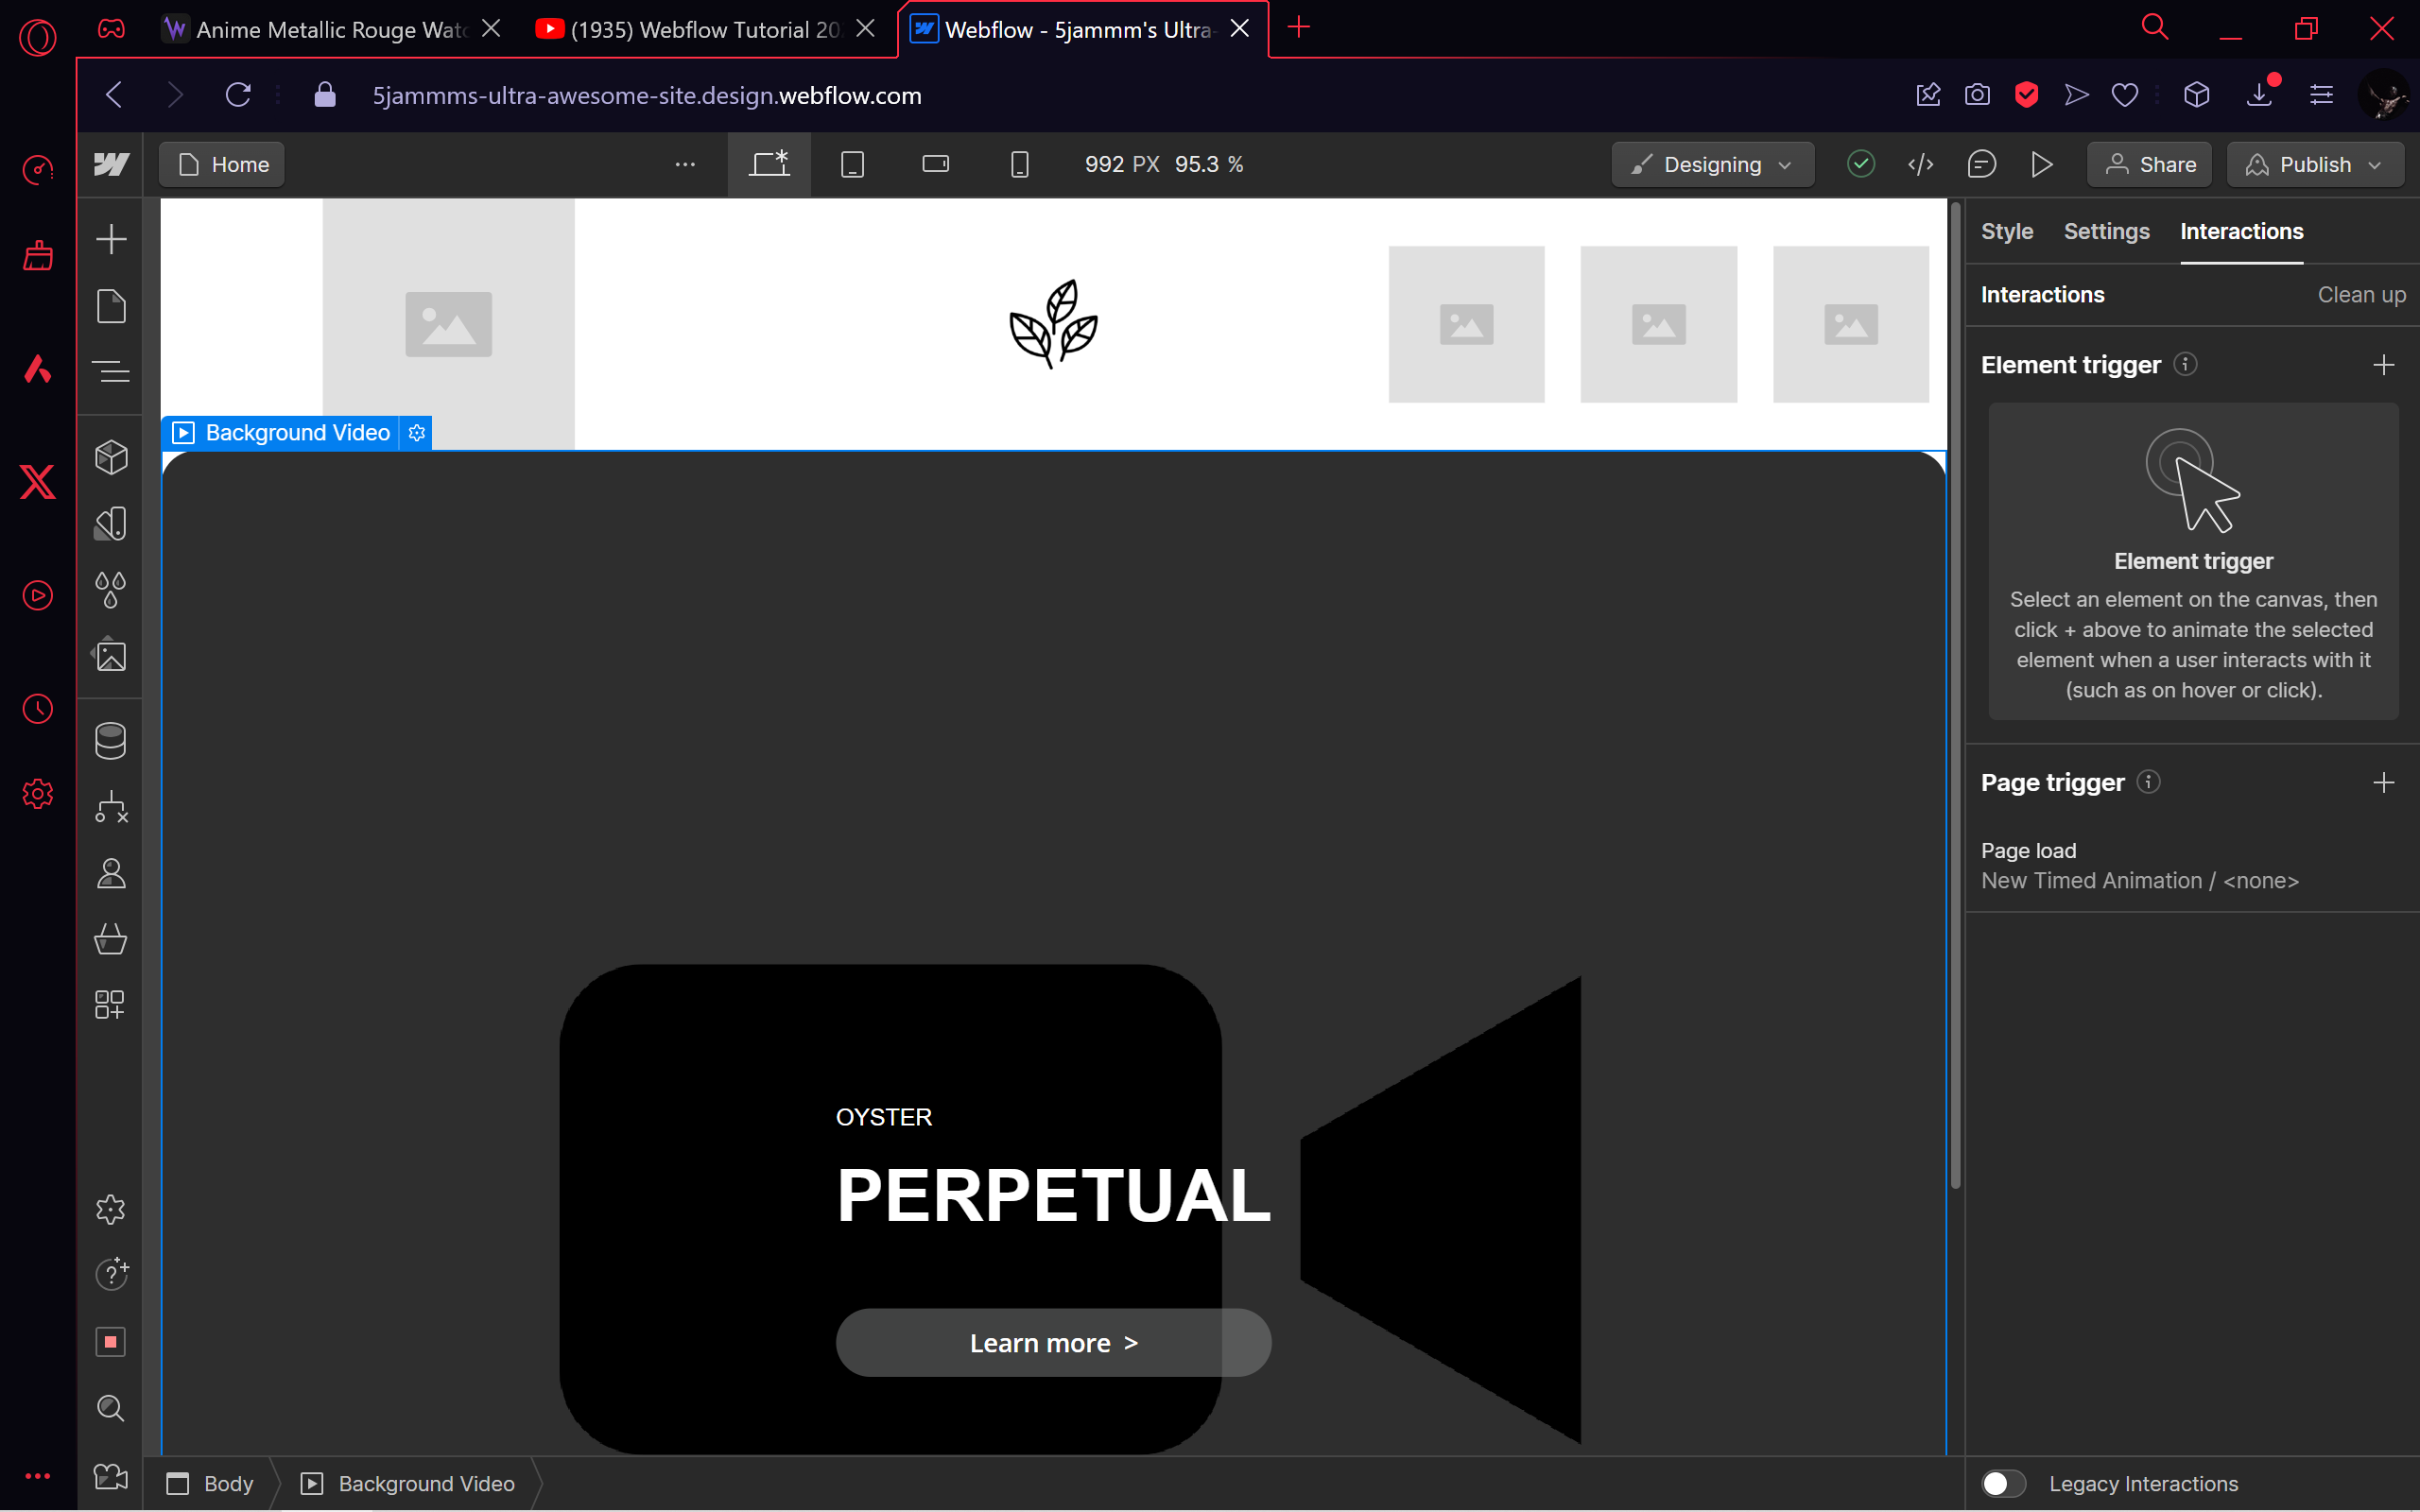 Anime Metallic Rouge Watc
(1935) Webflow Tutorial 20
Webflow - 5jammm's Ultra-
5jammms-ultra-awesome-site.design.webflow.com
Home
992 PX 95.3 %
Designing
Share
Publish
Style Settings Interactions
Interactions Clean up
Element trigger
Background Video
Element trigger
Select an element on the canvas, then
click + above to animate the selected
element when a user interacts with it
(such as on hover or click).
Page trigger
Page load
New Timed Animation / <none>
OYSTER
PERPETUAL
Learn more >
Body
Background Video
Legacy Interactions